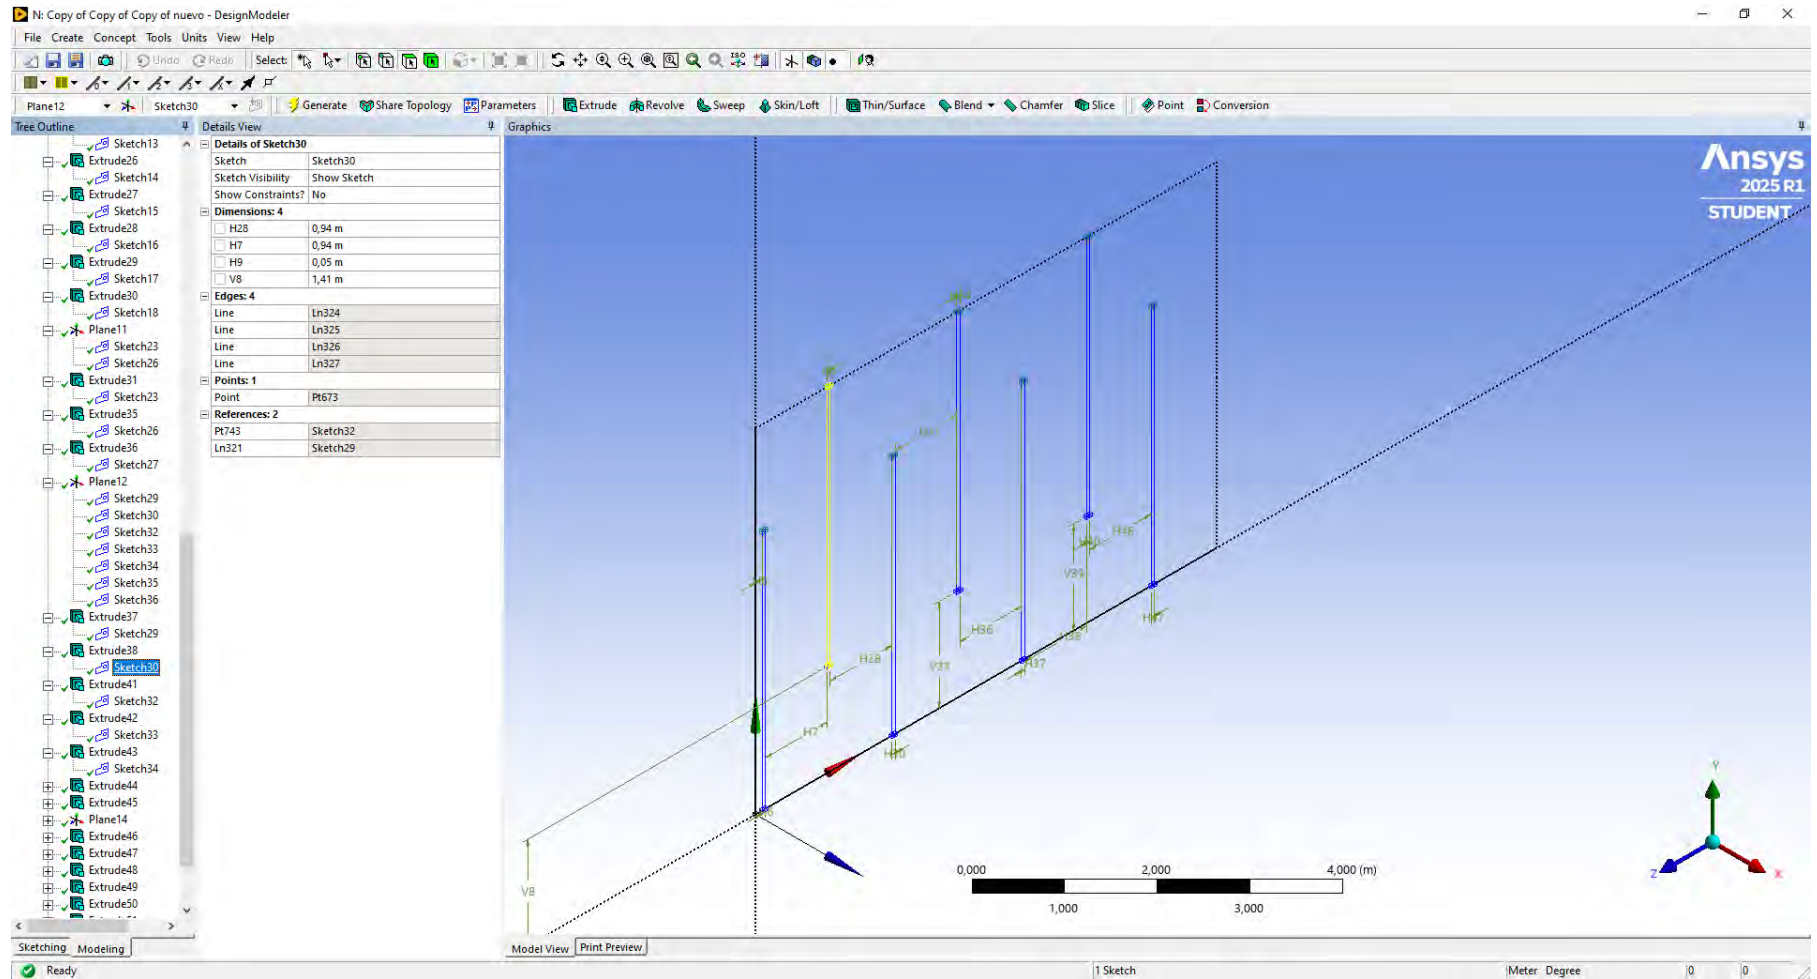 N: Copy of Copy of Copy of nuevo - DesignModeler
File Create Concept Tools Units View Help
Undo Redo Select: ISO
Plane12 Sketch30 Generate Share Topology Parameters Extrude Revolve Sweep Skin/Loft Thin/Surface Blend Chamfer Slice Point Conversion
Tree Outline
Sketch13
Extrude26
Sketch14
Extrude27
Sketch15
Extrude28
Sketch16
Extrude29
Sketch17
Extrude30
Sketch18
Plane11
Sketch23
Sketch26
Extrude31
Sketch23
Extrude35
Sketch26
Extrude36
Sketch27
Plane12
Sketch29
Sketch30
Sketch32
Sketch33
Sketch34
Sketch35
Sketch36
Extrude37
Sketch29
Extrude38
Sketch30
Extrude41
Sketch32
Extrude42
Sketch33
Extrude43
Sketch34
Extrude44
Extrude45
Plane14
Extrude46
Extrude47
Extrude48
Extrude49
Extrude50
Sketching Modeling
Details View
Details of Sketch30
Sketch Sketch30
Sketch Visibility Show Sketch
Show Constraints? No
Dimensions: 4
H28 0,94 m
H7 0,94 m
H9 0,05 m
V8 1,41 m
Edges: 4
Line Ln324
Line Ln325
Line Ln326
Line Ln327
Points: 1
Point Pt673
References: 2
Pt743 Sketch32
Ln321 Sketch29
Graphics
Ansys
2025 R1
STUDENT
H36
H28
V33
H37
H7
V39
H38
V8
0,000 2,000 4,000 (m)
1,000 3,000
Y
Z
X
Model View Print Preview
Ready 1 Sketch Meter Degree 0 0